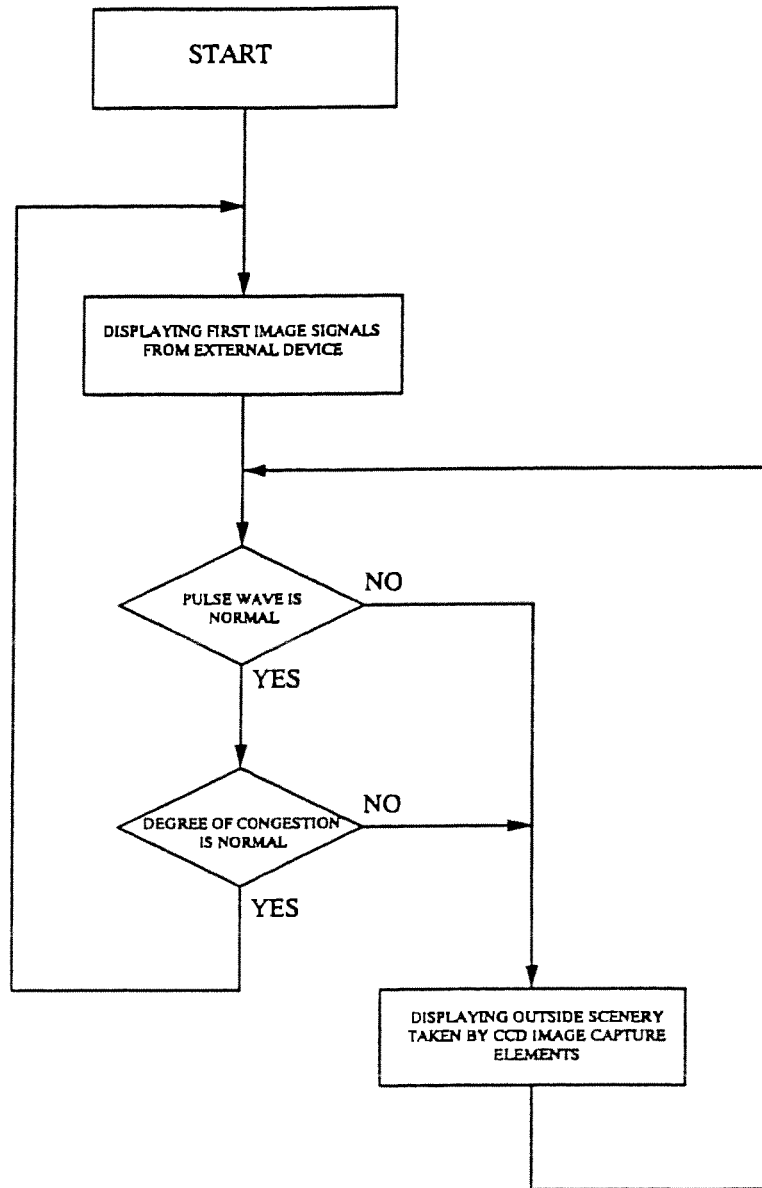 START
DISPLAYING FIRST IMAGE SIGNALS
FROM EXTERNAL DEVICE
NO
PULSE WAVE IS
NORMAL
YES
NO
DEGREE OF CONGESTION
IS NORMAL
YES
DISPLAYING OUTSIDE SCENERY
TAKEN BY CCD IMAGE CAPTURE
ELEMENTS